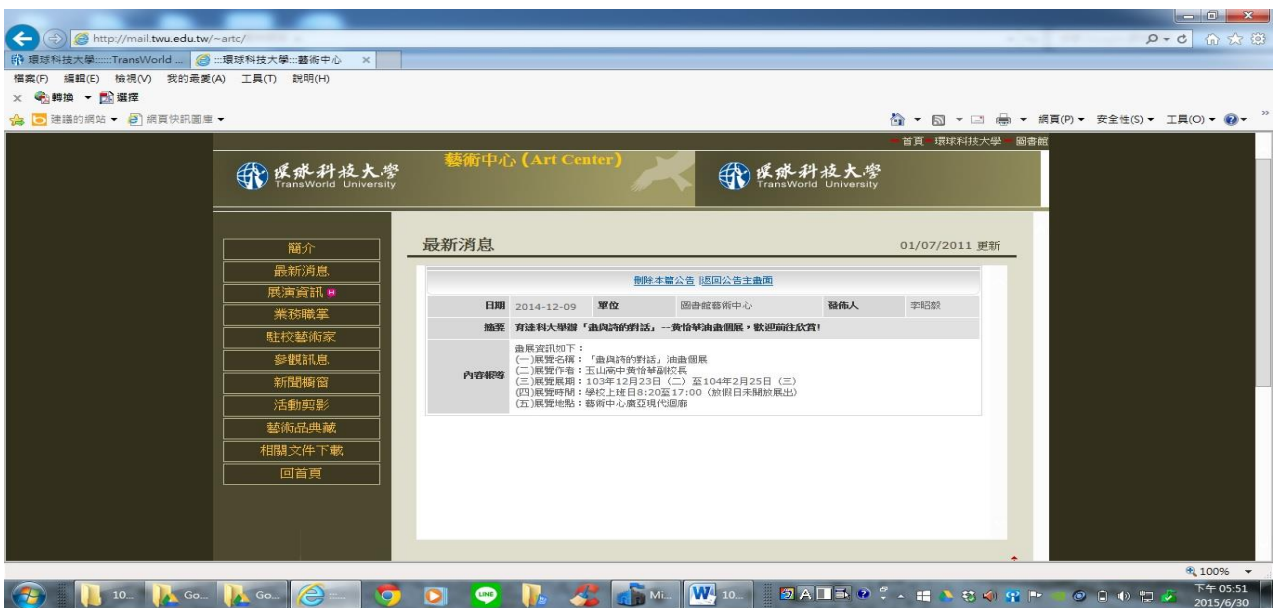 http://mail.twu.edu.tw/~artc/
環球科技大學::::::TransWorld ...
:::環球科技大學:::藝術中心
檔案(F) 編輯(E) 檢視(V) 我的最愛(A) 工具(T) 說明(H)
轉換 選擇
建議的網站 網頁快訊圖庫
網頁(P) 安全性(S) 工具(O)
首頁 環球科技大學 圖書館
環球科技大學
TransWorld University
藝術中心 (Art Center)
環球科技大學
TransWorld University
簡介
最新消息
展演資訊
業務職掌
駐校藝術家
參觀訊息
新聞櫥窗
活動剪影
藝術品典藏
相關文件下載
回首頁
最新消息
01/07/2011 更新
刪除本篇公告 |返回公告主畫面
日期 2014-12-09 單位 圖書館藝術中心 發佈人 李昭毅
摘要 育達科大學辦「畫與詩的對話」--黃怡華油畫個展，歡迎前往欣賞!
內容報導
畫展資訊如下：
(一)展覽名稱：「畫與詩的對話」油畫個展
(二)展覽作者：玉山高中黃怡華副校長
(三)展覽展期：103年12月23日（二）至104年2月25日（三）
(四)展覽時間：學校上班日8:20至17:00（放假日未開放展出）
(五)展覽地點：藝術中心廣亞現代迴廊
100%
10...
Go...
Go...
Mi...
10...
下午 05:51
2015/6/30